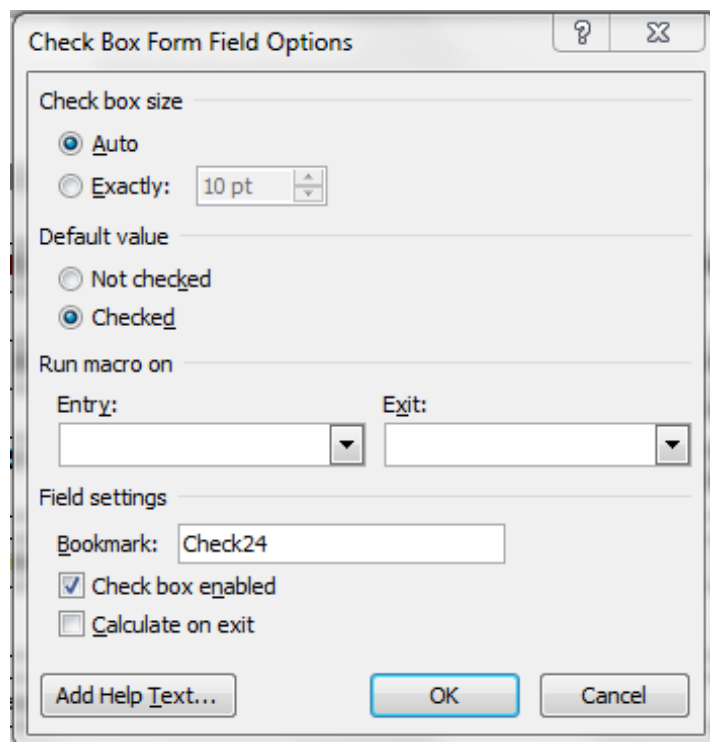 Check Box Form Field Options
Check box size
Auto
Exactly: 10 pt
Default value
Not checked
Checked
Run macro on
Entry: Exit:
Field settings
Bookmark: Check24
Check box enabled
Calculate on exit
Add Help Text... OK Cancel